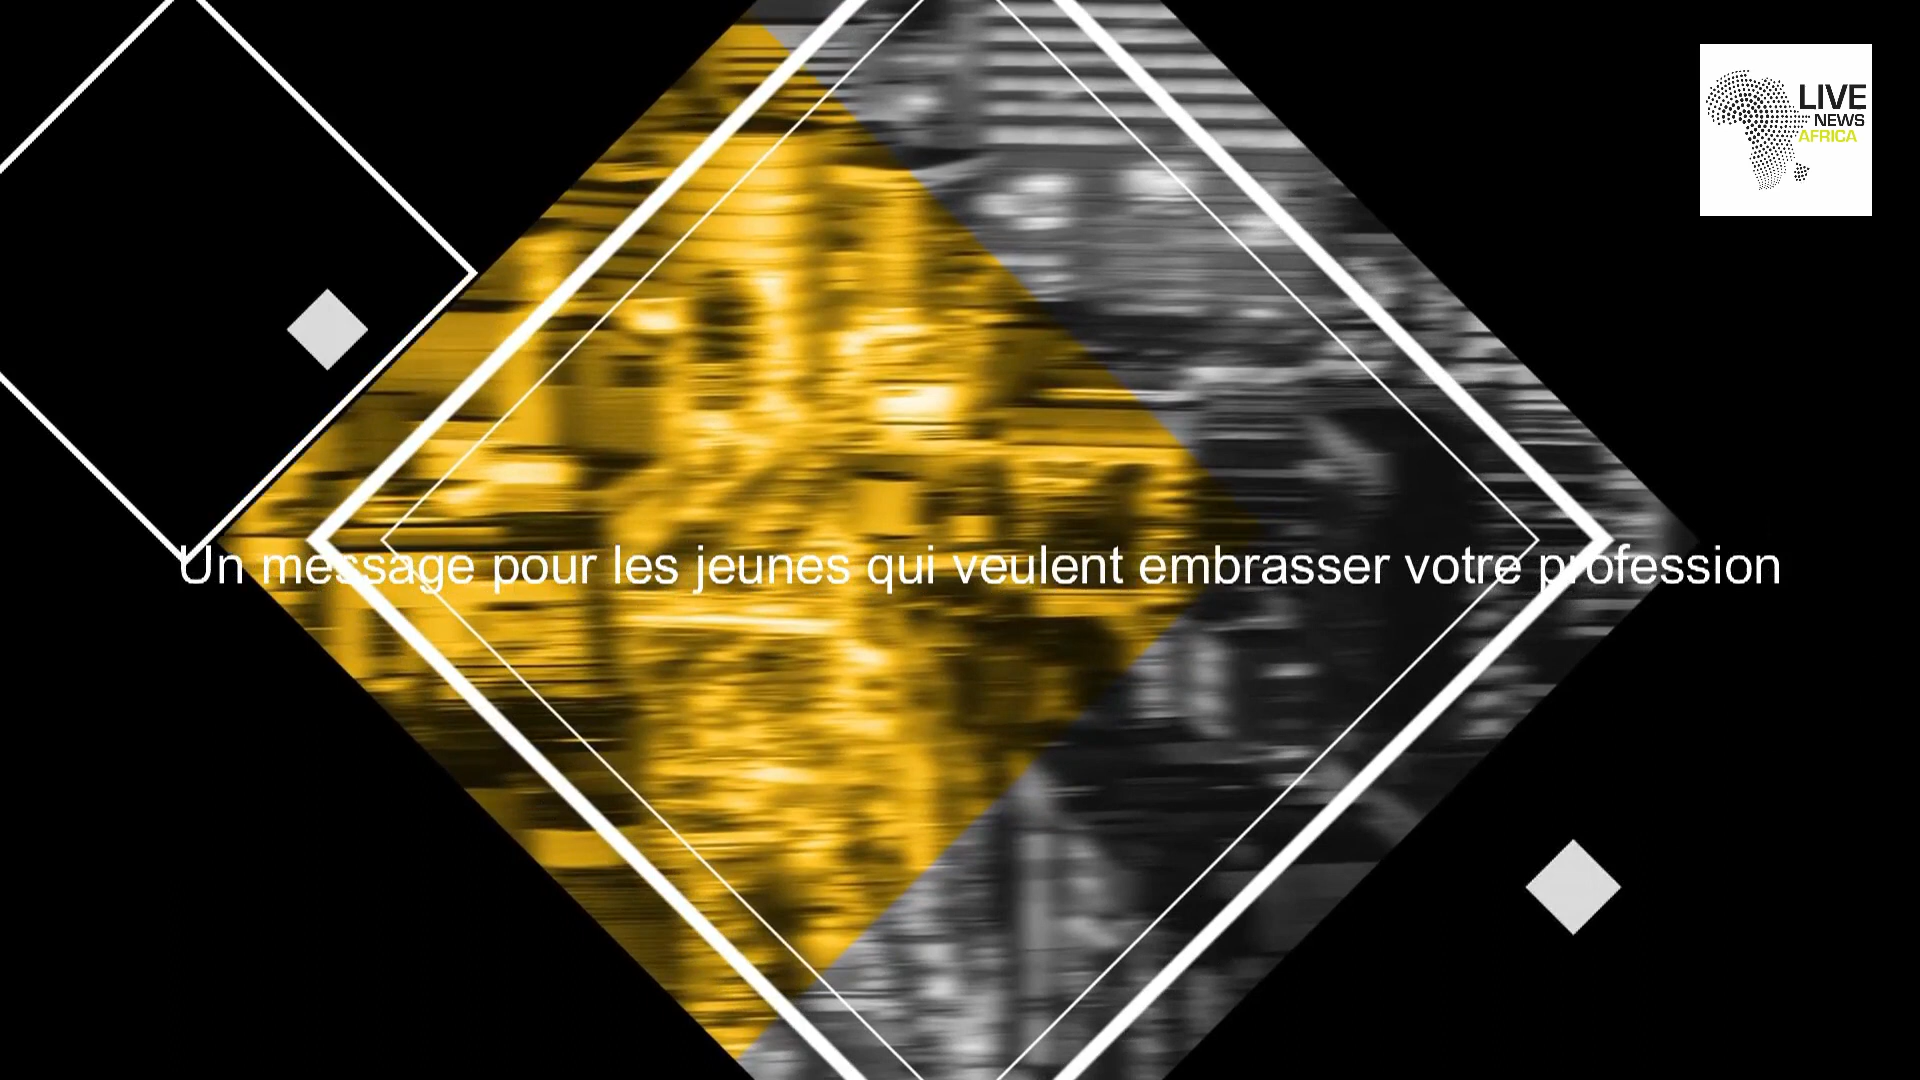 LIVE
NEWS
AFRICA
Un message pour les jeunes qui veulent embrasser votre profession